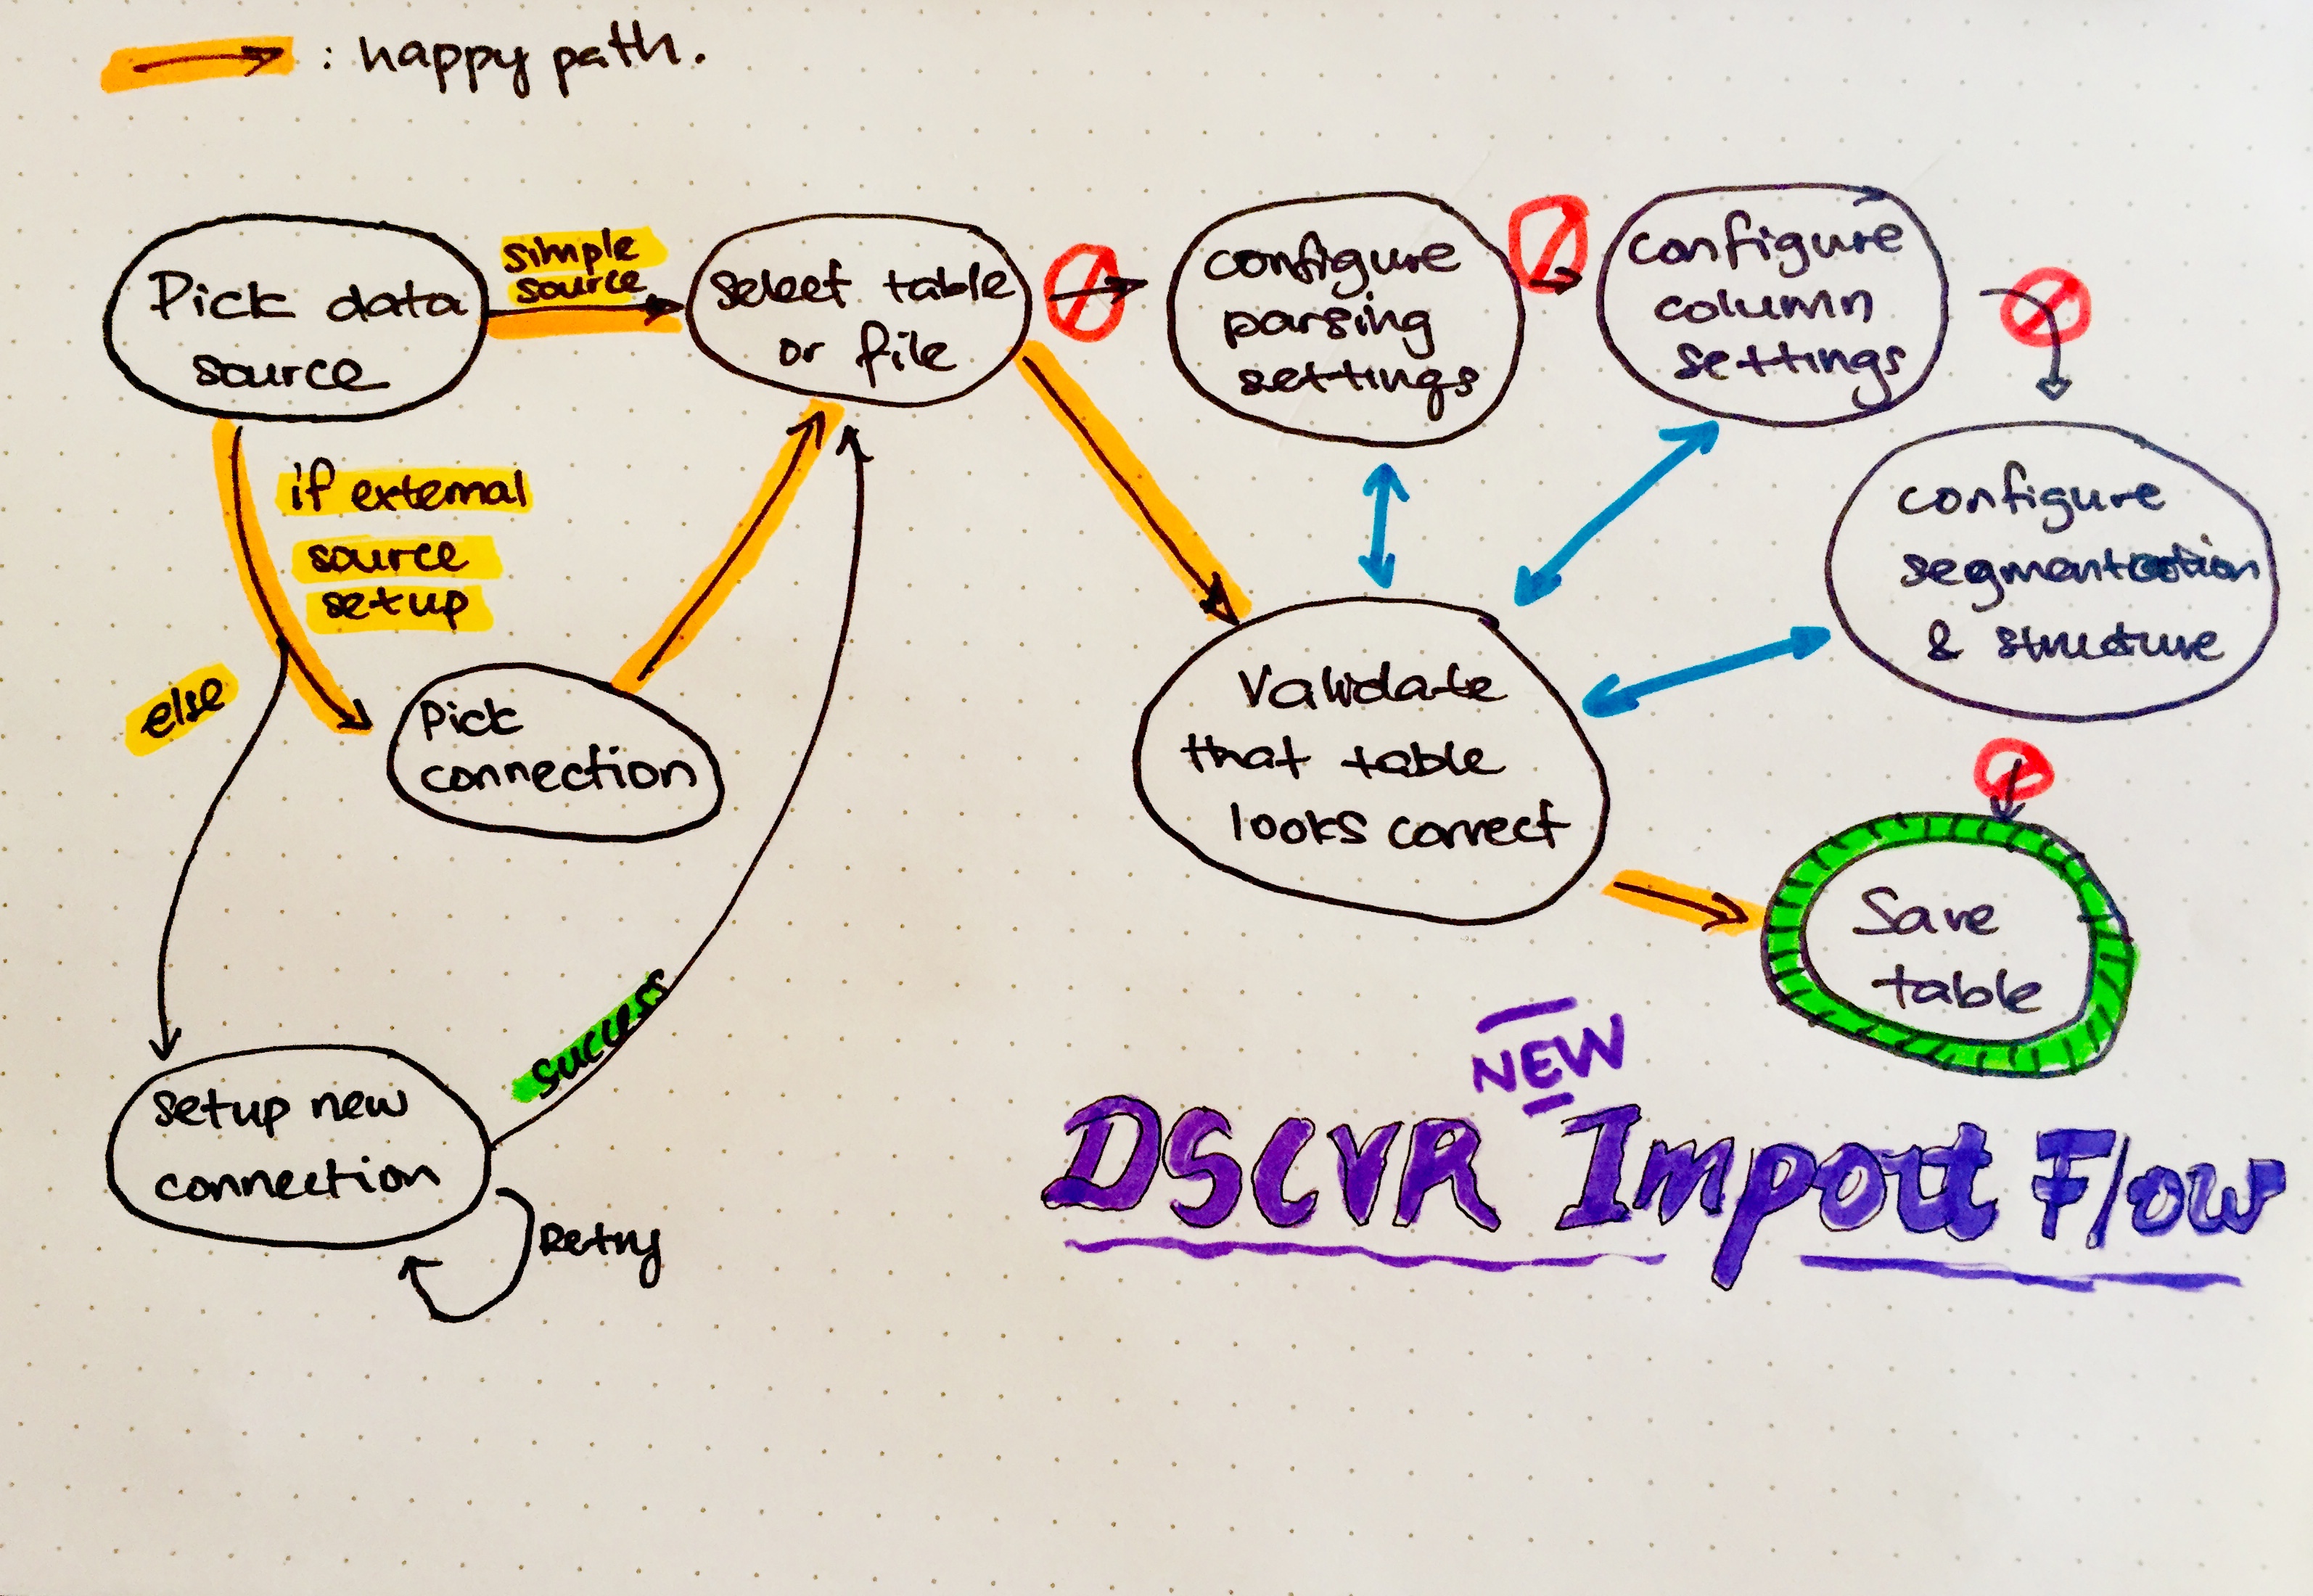 : happy path.
Pick data
source
simple
source
select table
or file
configure
parsing
settings
configure
column
settings
if external
source
setup
else
Pick
connection
configure
segmentation
& structure
Validate
that table
looks correct
Save
table
setup new
connection
success
Retry
NEW
DSCVR Import Flow